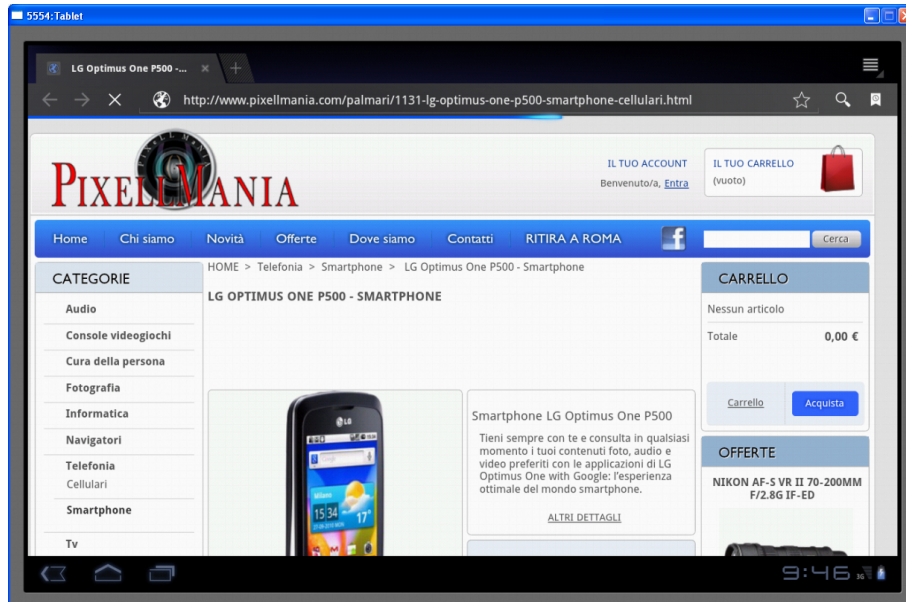 5554:Tablet
LG Optimus One P500 -...
http://www.pixellmania.com/palmari/1131-lg-optimus-one-p500-smartphone-cellulari.html
PIXELLMANIA
IL TUO ACCOUNT
Benvenuto/a, Entra
IL TUO CARRELLO
(vuoto)
Home Chi siamo Novità Offerte Dove siamo Contatti RITIRA A ROMA f Cerca
CATEGORIE
Audio
Console videogiochi
Cura della persona
Fotografia
Informatica
Navigatori
Telefonia
Cellulari
Smartphone
Tv
HOME > Telefonia > Smartphone > LG Optimus One P500 - Smartphone
LG OPTIMUS ONE P500 - SMARTPHONE
LG
Milano
15 34
17°
Smartphone LG Optimus One P500
Tieni sempre con te e consulta in qualsiasi
momento i tuoi contenuti foto, audio e
video preferiti con le applicazioni di LG
Optimus One with Google: l'esperienza
ottimale del mondo smartphone.
ALTRI DETTAGLI
CARRELLO
Nessun articolo
Totale 0,00 €
Carrello Acquista
OFFERTE
NIKON AF-S VR II 70-200MM
F/2.8G IF-ED
9:46 3G